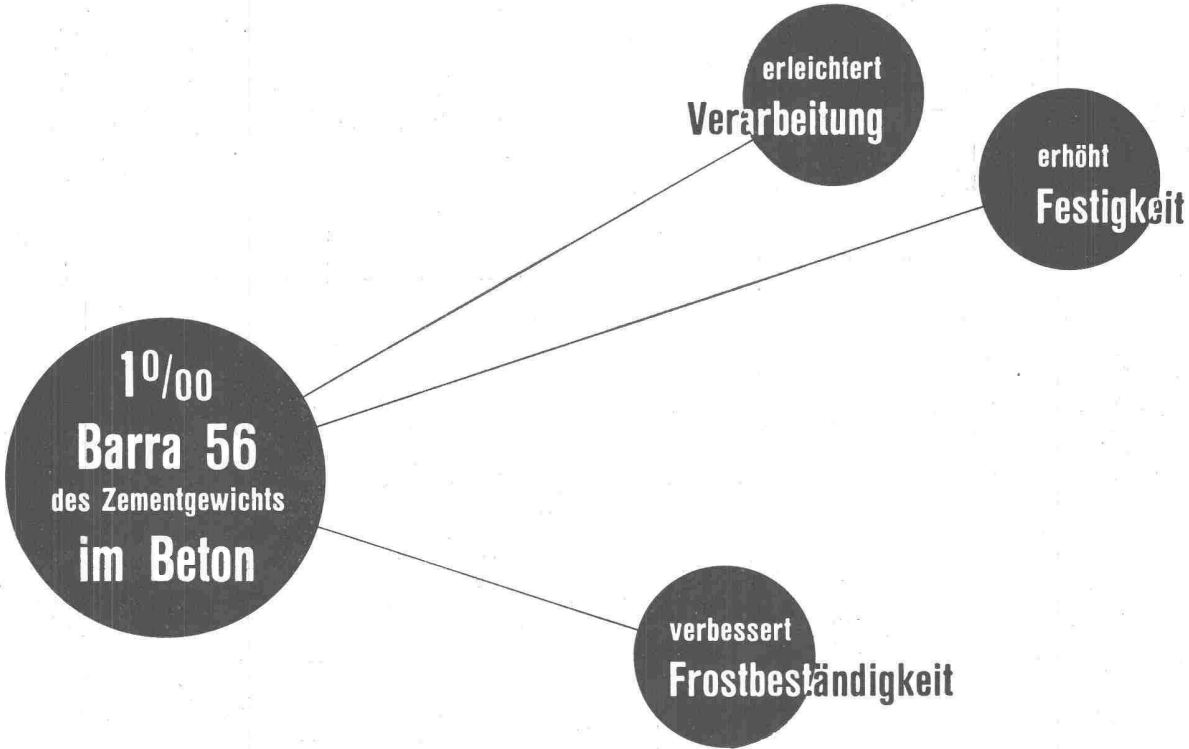 erleichtert
Verarbeitung
erhöht
Festigkeit
1⁰/₀₀
Barra 56
des Zementgewichts
im Beton
verbessert
Frostbeständigkeit